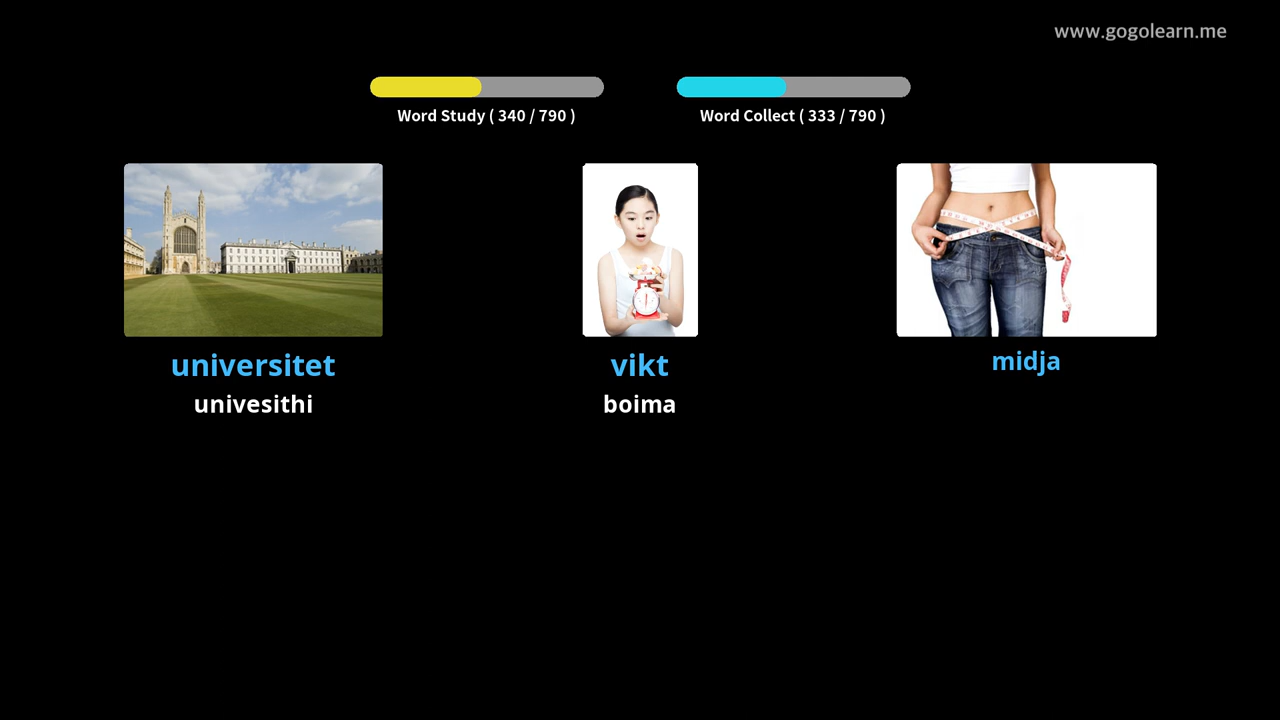 www.gogolearn.me
Word Study ( 340 / 790 )
Word Collect ( 333 / 790 )
universitet
univesithi
vikt
boima
midja